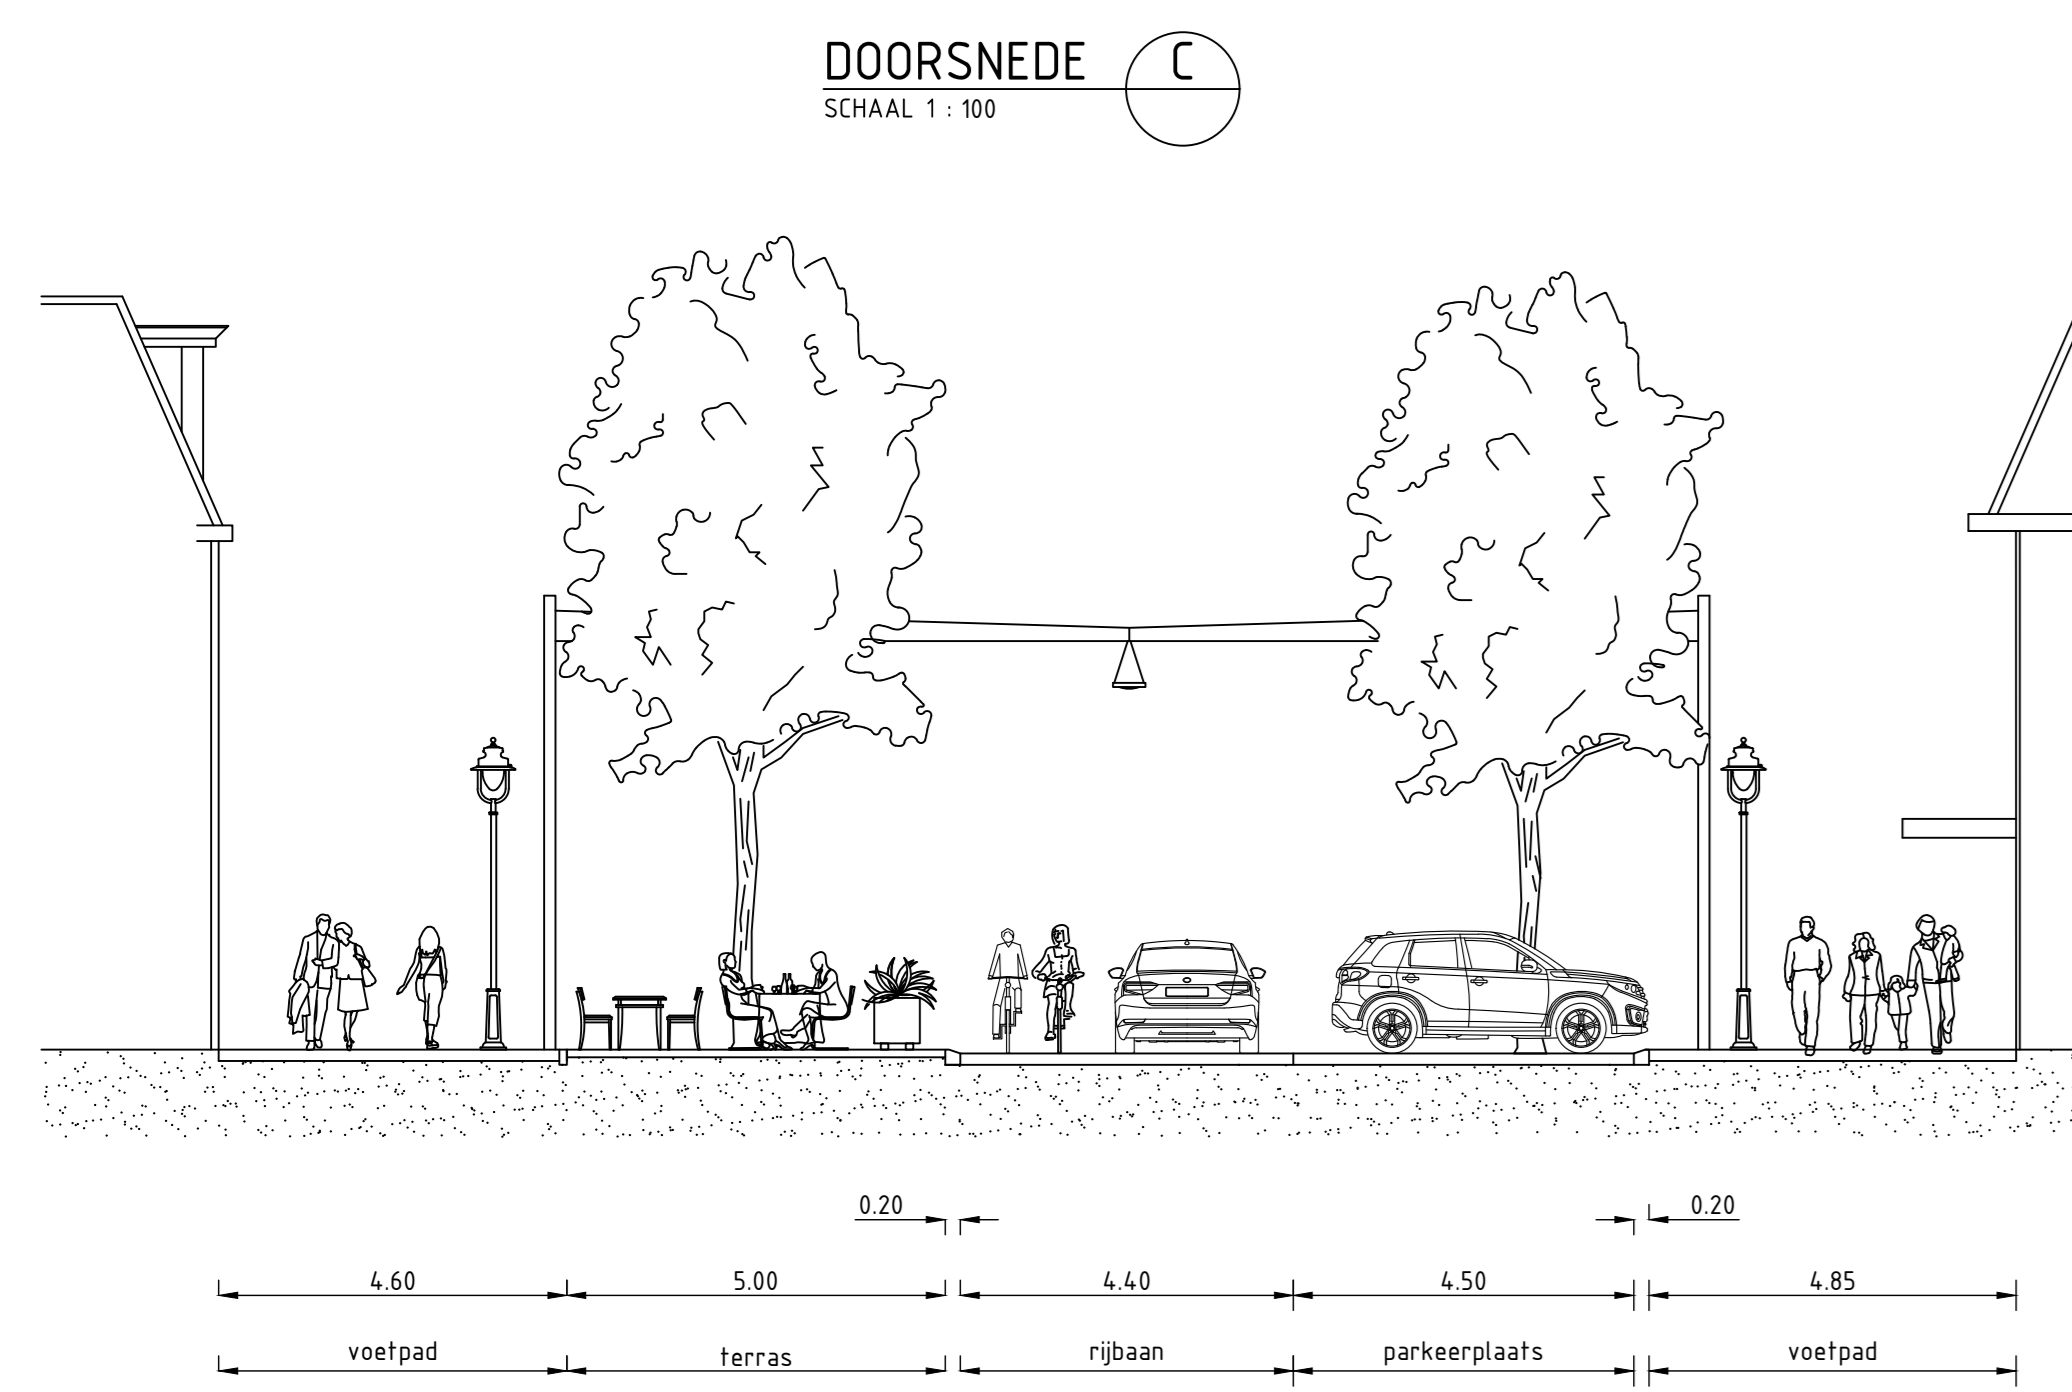 DOORSNEDE C
SCHAAL 1 : 100
0.20 0.20
4.60 5.00 4.40 4.50 4.85
voetpad terras rijbaan parkeerplaats voetpad